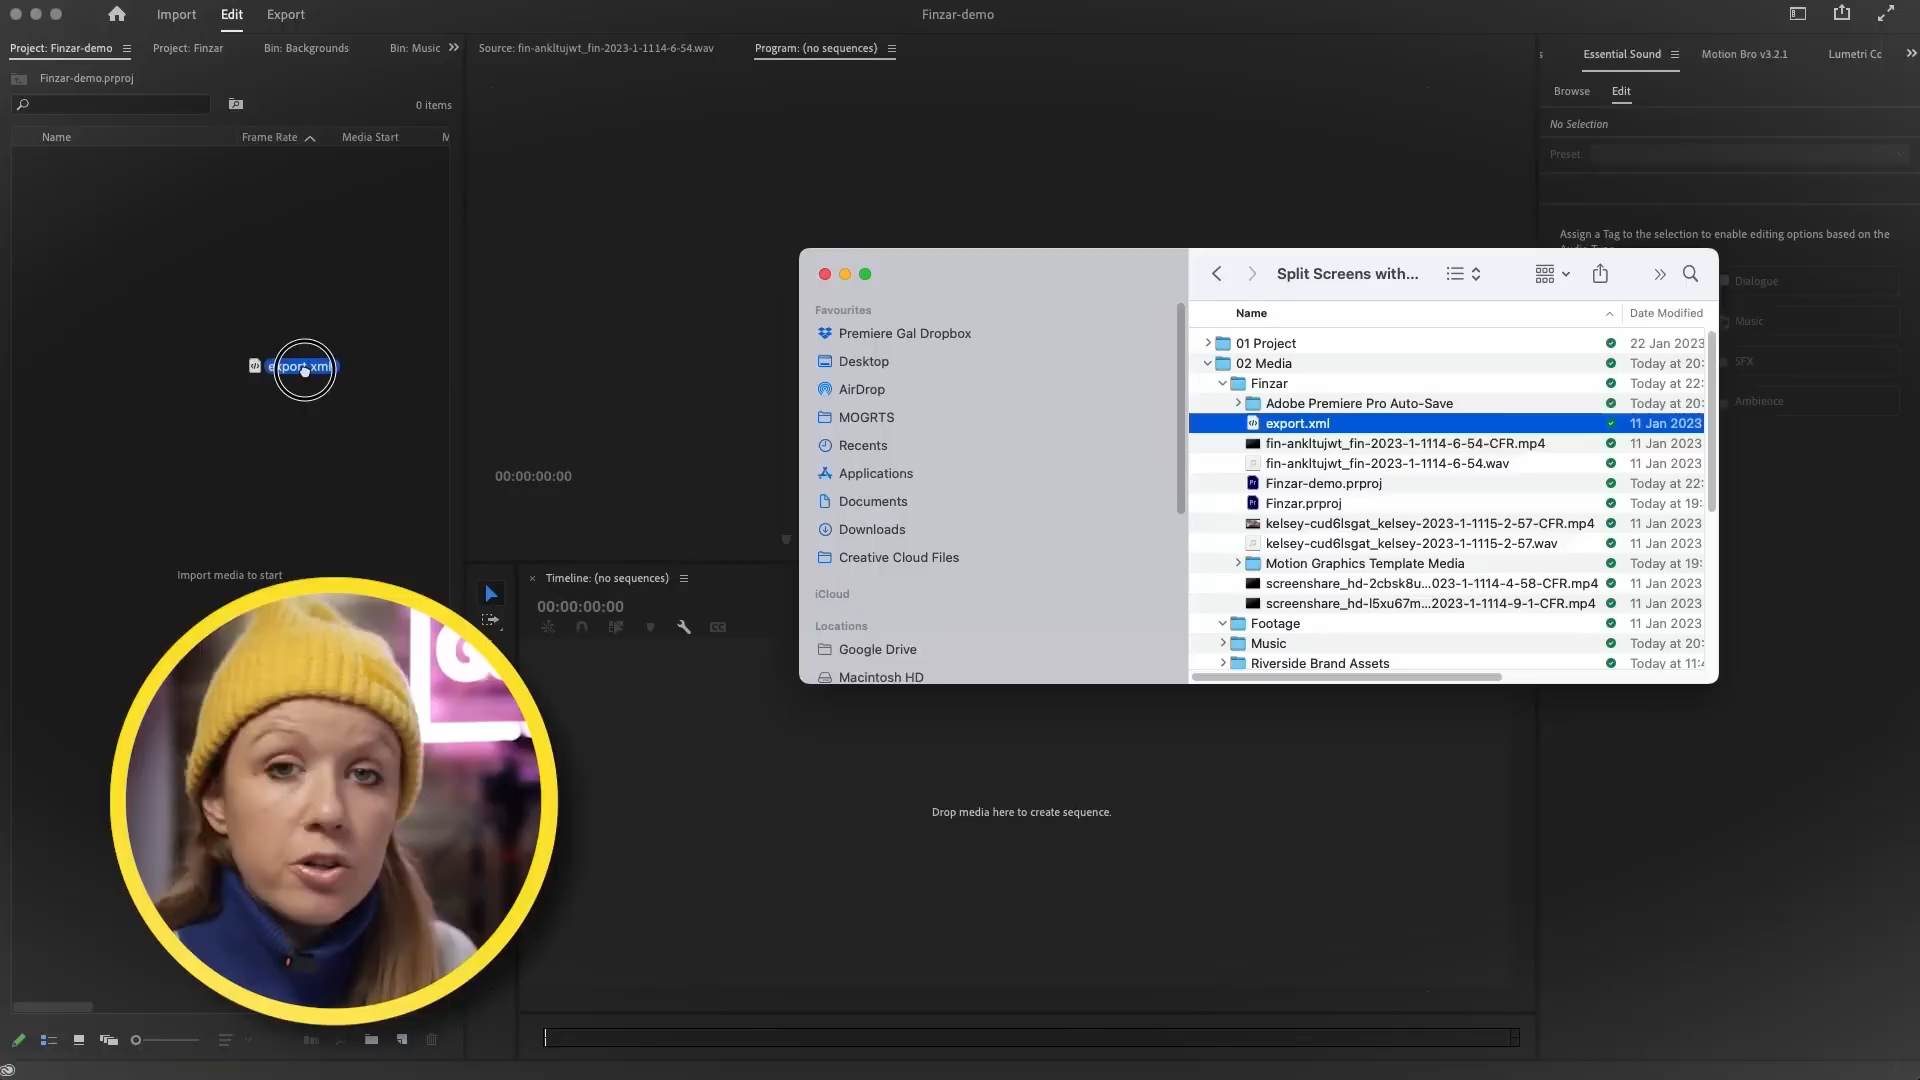 Import Edit Export
Finzar-demo
Project: Finzar-demo Project: Finzar Bin: Backgrounds Bin: Music
Source: fin-ankltujwt_fin-2023-1-1114-6-54.wav
Program: (no sequences)
Essential Sound Motion Bro v3.2.1 Lumetri Co
Finzar-demo.prproj
0 items
Browse Edit
No Selection
Preset:
Name Frame Rate Media Start M
Assign a Tag to the selection to enable editing options based on the
Dialogue
Music
SFX
Ambience
export.xml
Import media to start
00:00:00:00
Timeline: (no sequences)
00:00:00:00
Drop media here to create sequence.
Favourites
Premiere Gal Dropbox
Desktop
AirDrop
MOGRTS
Recents
Applications
Documents
Downloads
Creative Cloud Files
iCloud
Locations
Google Drive
Macintosh HD
Split Screens with...
Name Date Modified
01 Project 22 Jan 2023
02 Media Today at 20:
Finzar Today at 22:
Adobe Premiere Pro Auto-Save Today at 20:
export.xml 11 Jan 2023
fin-ankltujwt_fin-2023-1-1114-6-54-CFR.mp4 11 Jan 2023
fin-ankltujwt_fin-2023-1-1114-6-54.wav 11 Jan 2023
Finzar-demo.prproj Today at 22:
Finzar.prproj Today at 19:
kelsey-cud6lsgat_kelsey-2023-1-1115-2-57-CFR.mp4 11 Jan 2023
kelsey-cud6lsgat_kelsey-2023-1-1115-2-57.wav 11 Jan 2023
Motion Graphics Template Media Today at 19:
screenshare_hd-2cbsk8u...023-1-1114-4-58-CFR.mp4 11 Jan 2023
screenshare_hd-l5xu67m...2023-1-1114-9-1-CFR.mp4 11 Jan 2023
Footage 11 Jan 2023
Music Today at 20:
Riverside Brand Assets Today at 11:4